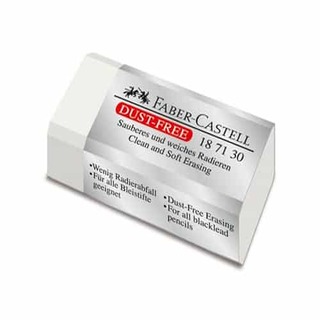 FABER-CASTELL
DUST-FREE 18 71 30
Sauberes und weiches Radieren
Clean and Soft Erasing
•Wenig Radierabfall
•Für alle Bleistifte
geeignet
•Dust-Free Erasing
•For all blacklead
pencils